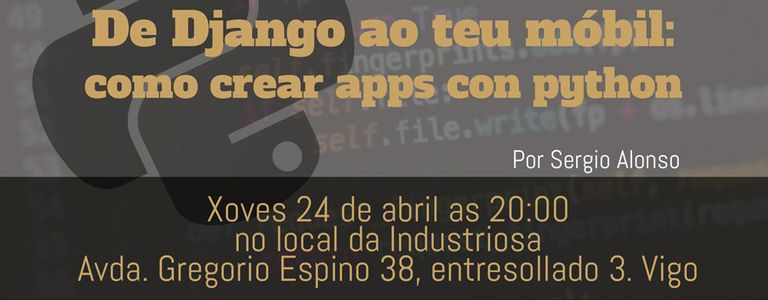 De Django ao teu móbil:
como crear apps con python
Por Sergio Alonso
Xoves 24 de abril as 20:00
no local da Industriosa
Avda. Gregorio Espino 38, entresollado 3. Vigo